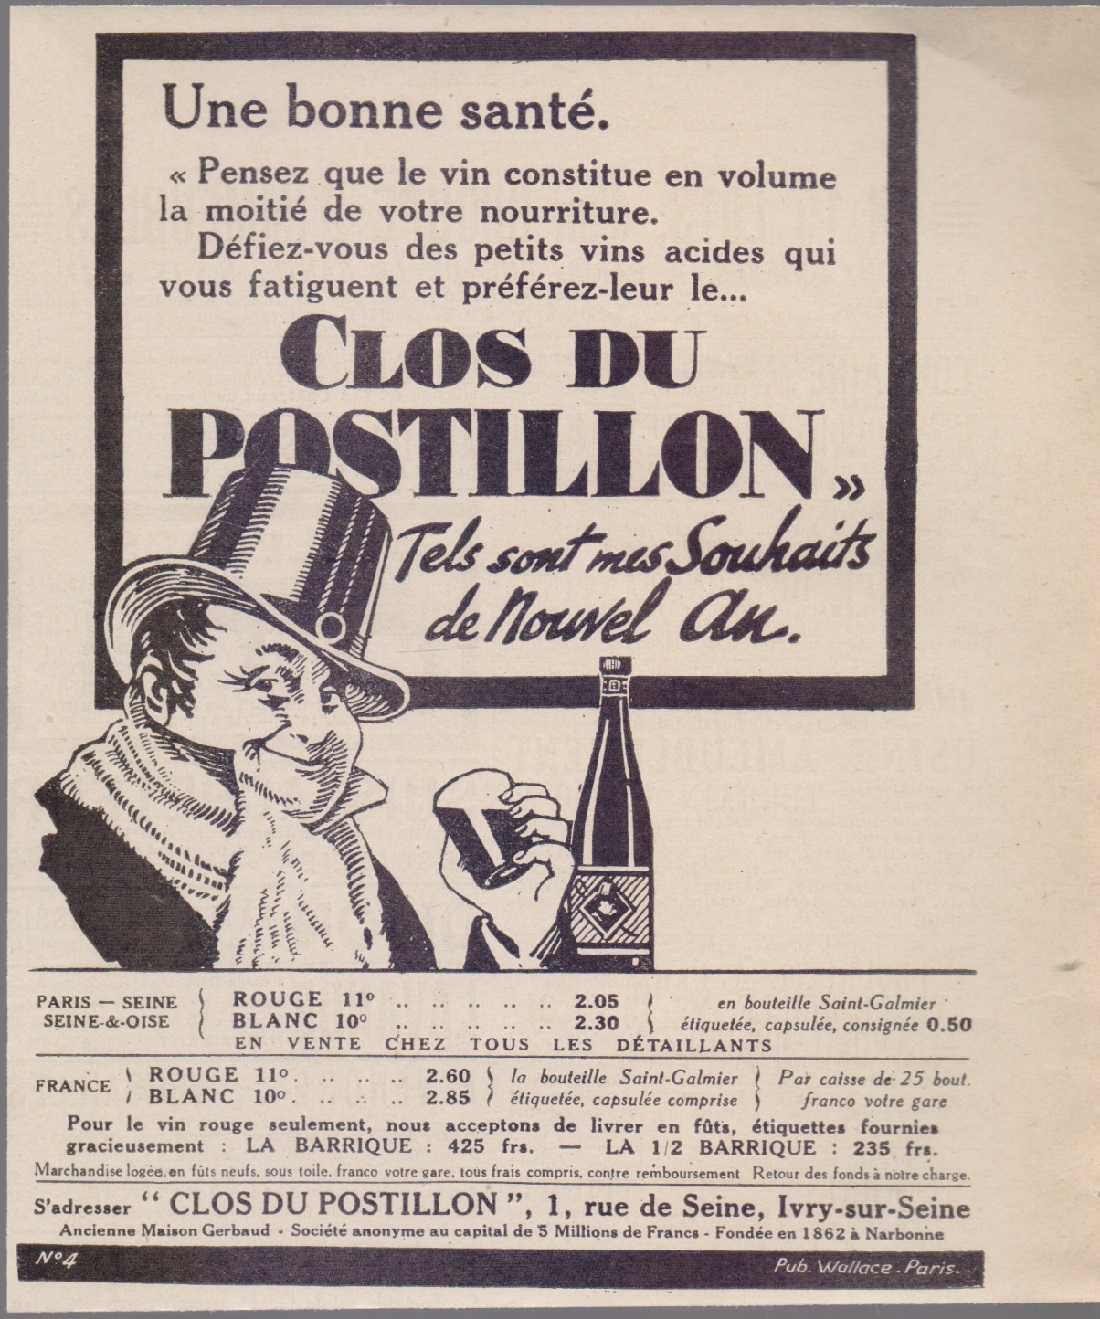 Une bonne santé.
« Pensez que le vin constitue en volume
la moitié de votre nourriture.
Défiez-vous des petits vins acides qui
vous fatiguent et préférez-leur le...
CLOS DU
POSTILLON »
Tels sont mes Souhaits
de Nouvel An.
PARIS — SEINE
SEINE-&-OISE
ROUGE 11° .. .. .. .. .. .. 2.05
BLANC 10° .. .. .. .. .. .. 2.30
en bouteille Saint-Galmier
étiquetée, capsulée, consignée 0.50
EN VENTE CHEZ TOUS LES DÉTAILLANTS
FRANCE
ROUGE 11°. .. .. .. 2.60
BLANC 10°. .. .. .. 2.85
la bouteille Saint-Galmier
étiquetée, capsulée comprise
Par caisse de 25 bout.
franco votre gare
Pour le vin rouge seulement, nous acceptons de livrer en fûts, étiquettes fournies
gracieusement : LA BARRIQUE : 425 frs. — LA 1/2 BARRIQUE : 235 frs.
Marchandise logée en fûts neufs, sous toile, franco votre gare, tous frais compris, contre remboursement Retour des fonds à notre charge.
S'adresser “ CLOS DU POSTILLON ”, 1, rue de Seine, Ivry-sur-Seine
Ancienne Maison Gerbaud - Société anonyme au capital de 3 Millions de Francs - Fondée en 1862 à Narbonne
N°4
Pub. Wallace - Paris.